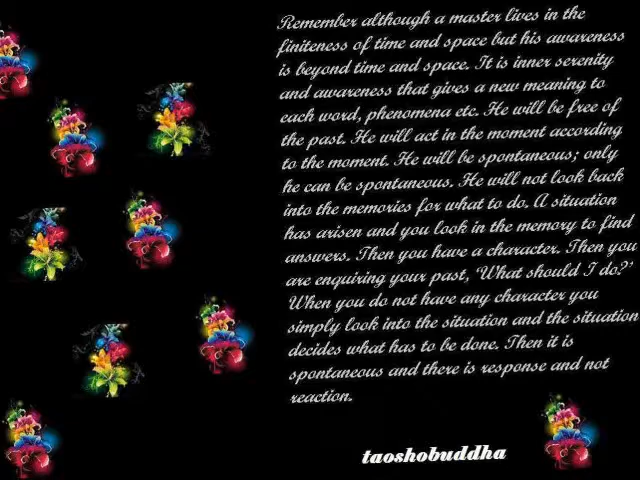 Remember although a master lives in the
finiteness of time and space but his awareness
is beyond time and space. It is inner serenity
and awareness that gives a new meaning to
each word, phenomena etc. He will be free of
the past. He will act in the moment according
to the moment. He will be spontaneous; only
he can be spontaneous. He will not look back
into the memories for what to do. A situation
has arisen and you look in the memory to find
answers. Then you have a character. Then you
are enquiring your past, 'What should I do?'
When you do not have any character you
simply look into the situation and the situation
decides what has to be done. Then it is
spontaneous and there is response and not
reaction.
taoshobuddha